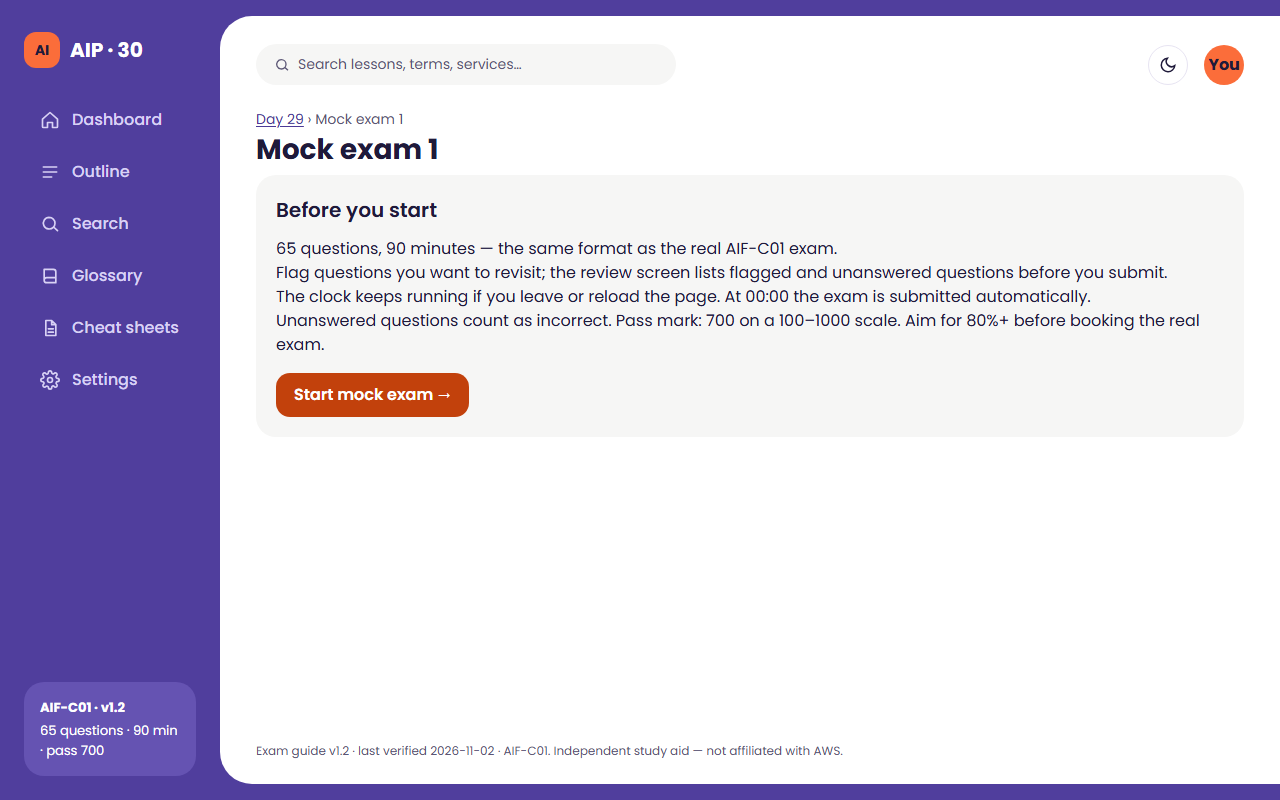 AI
AIP · 30
Dashboard
Outline
Search
Glossary
Cheat sheets
Settings
AIF-C01 · v1.2
65 questions · 90 min
· pass 700
Search lessons, terms, services…
You
Day 29 › Mock exam 1
Mock exam 1
Before you start
65 questions, 90 minutes — the same format as the real AIF-C01 exam.
Flag questions you want to revisit; the review screen lists flagged and unanswered questions before you submit.
The clock keeps running if you leave or reload the page. At 00:00 the exam is submitted automatically.
Unanswered questions count as incorrect. Pass mark: 700 on a 100–1000 scale. Aim for 80%+ before booking the real
exam.
Start mock exam →
Exam guide v1.2 · last verified 2026-11-02 · AIF-C01. Independent study aid — not affiliated with AWS.